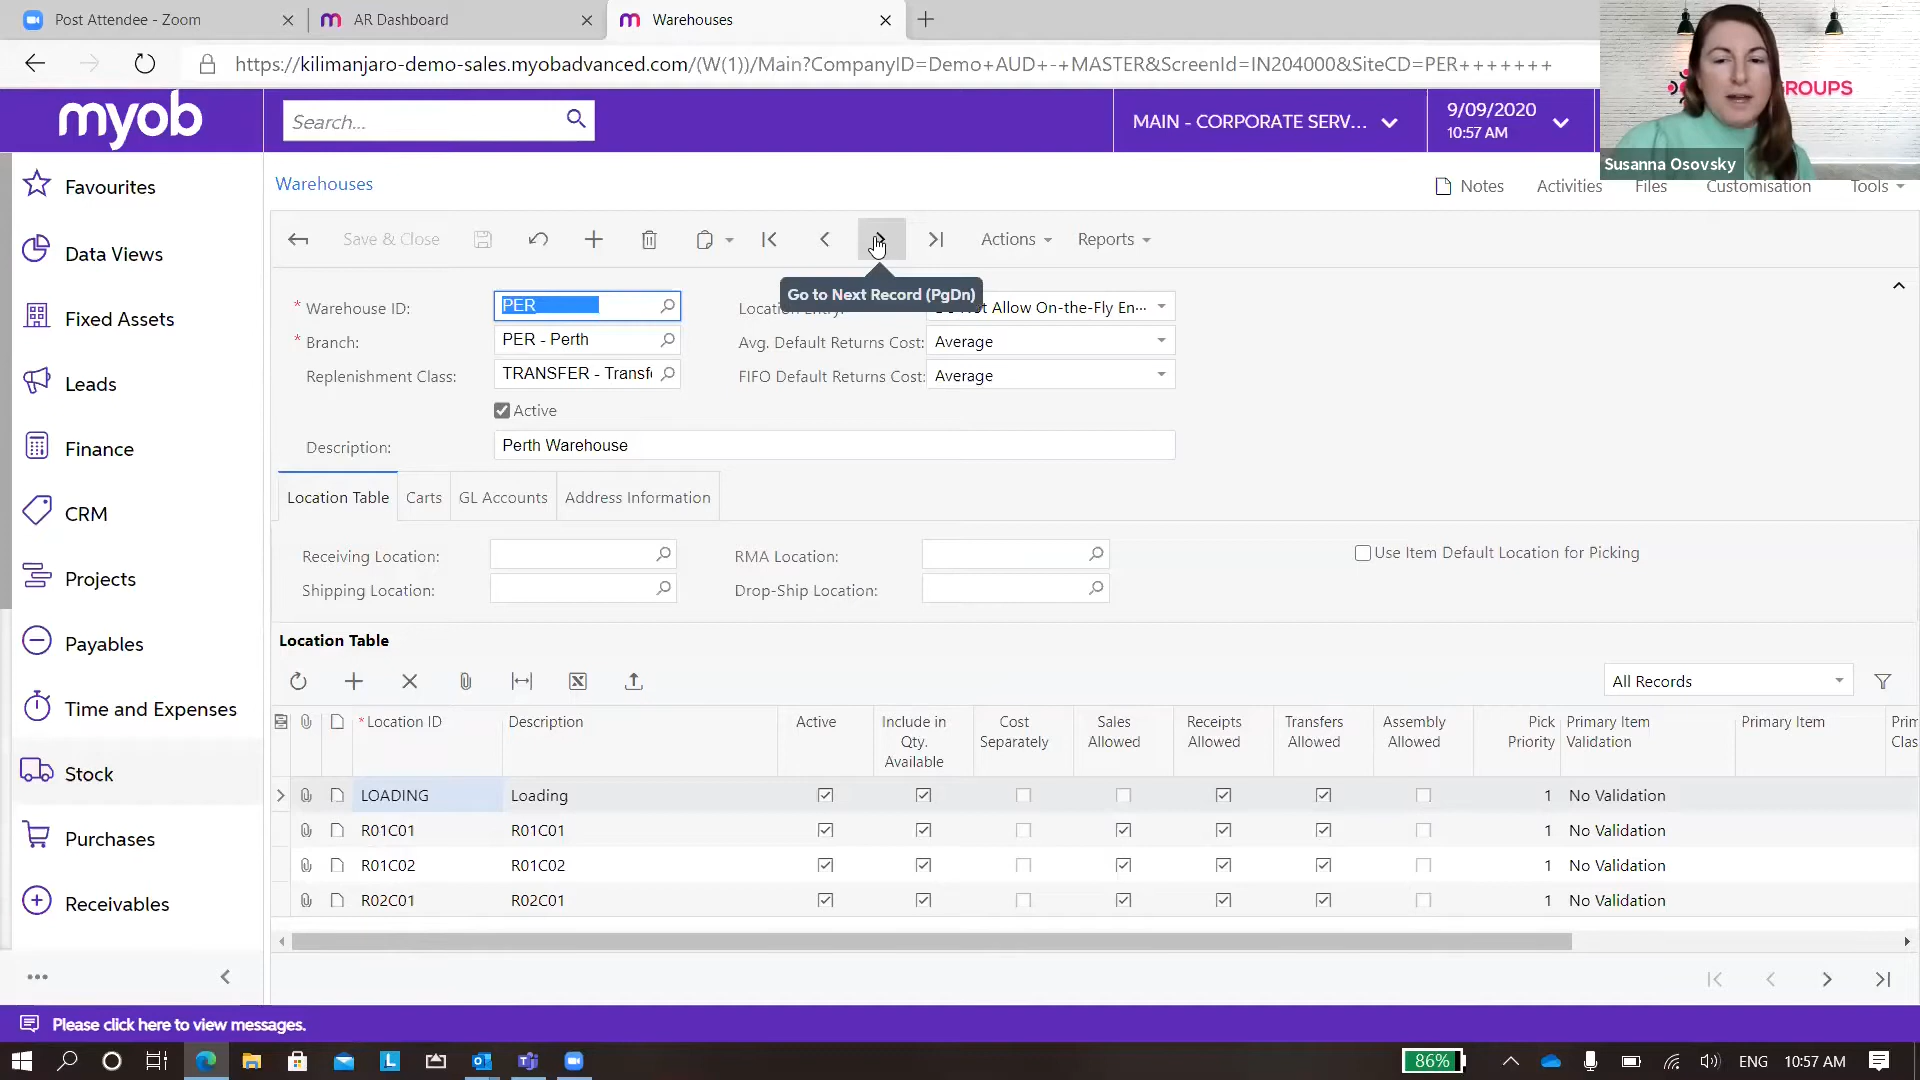 Post Attendee - Zoom
AR Dashboard
Warehouses
https://kilimanjaro-demo-sales.myobadvanced.com/(W(1))/Main?CompanyID=Demo+AUD+-+MASTER&ScreenId=IN204000&SiteCD=PER+++++++
GROUPS
Susanna Osovsky
myob
Search...
MAIN - CORPORATE SERV...
9/09/2020
10:57 AM
Favourites
Data Views
Fixed Assets
Leads
Finance
CRM
Projects
Payables
Time and Expenses
Stock
Purchases
Receivables
Warehouses
Notes Activities Files Customisation Tools
Save & Close Actions Reports
Go to Next Record (PgDn)
* Warehouse ID: PER
Location Entry: Not Allow On-the-Fly En...
* Branch: PER - Perth
Avg. Default Returns Cost: Average
Replenishment Class: TRANSFER - Transf
FIFO Default Returns Cost: Average
Active
Description: Perth Warehouse
Location Table Carts GL Accounts Address Information
Receiving Location: RMA Location: Use Item Default Location for Picking
Shipping Location: Drop-Ship Location:
Location Table
All Records
* Location ID Description Active Include in Qty. Available Cost Separately Sales Allowed Receipts Allowed Transfers Allowed Assembly Allowed Pick Priority Primary Item Validation Primary Item Prim Clas
LOADING Loading 1 No Validation
R01C01 R01C01 1 No Validation
R01C02 R01C02 1 No Validation
R02C01 R02C01 1 No Validation
Please click here to view messages.
86% ENG 10:57 AM